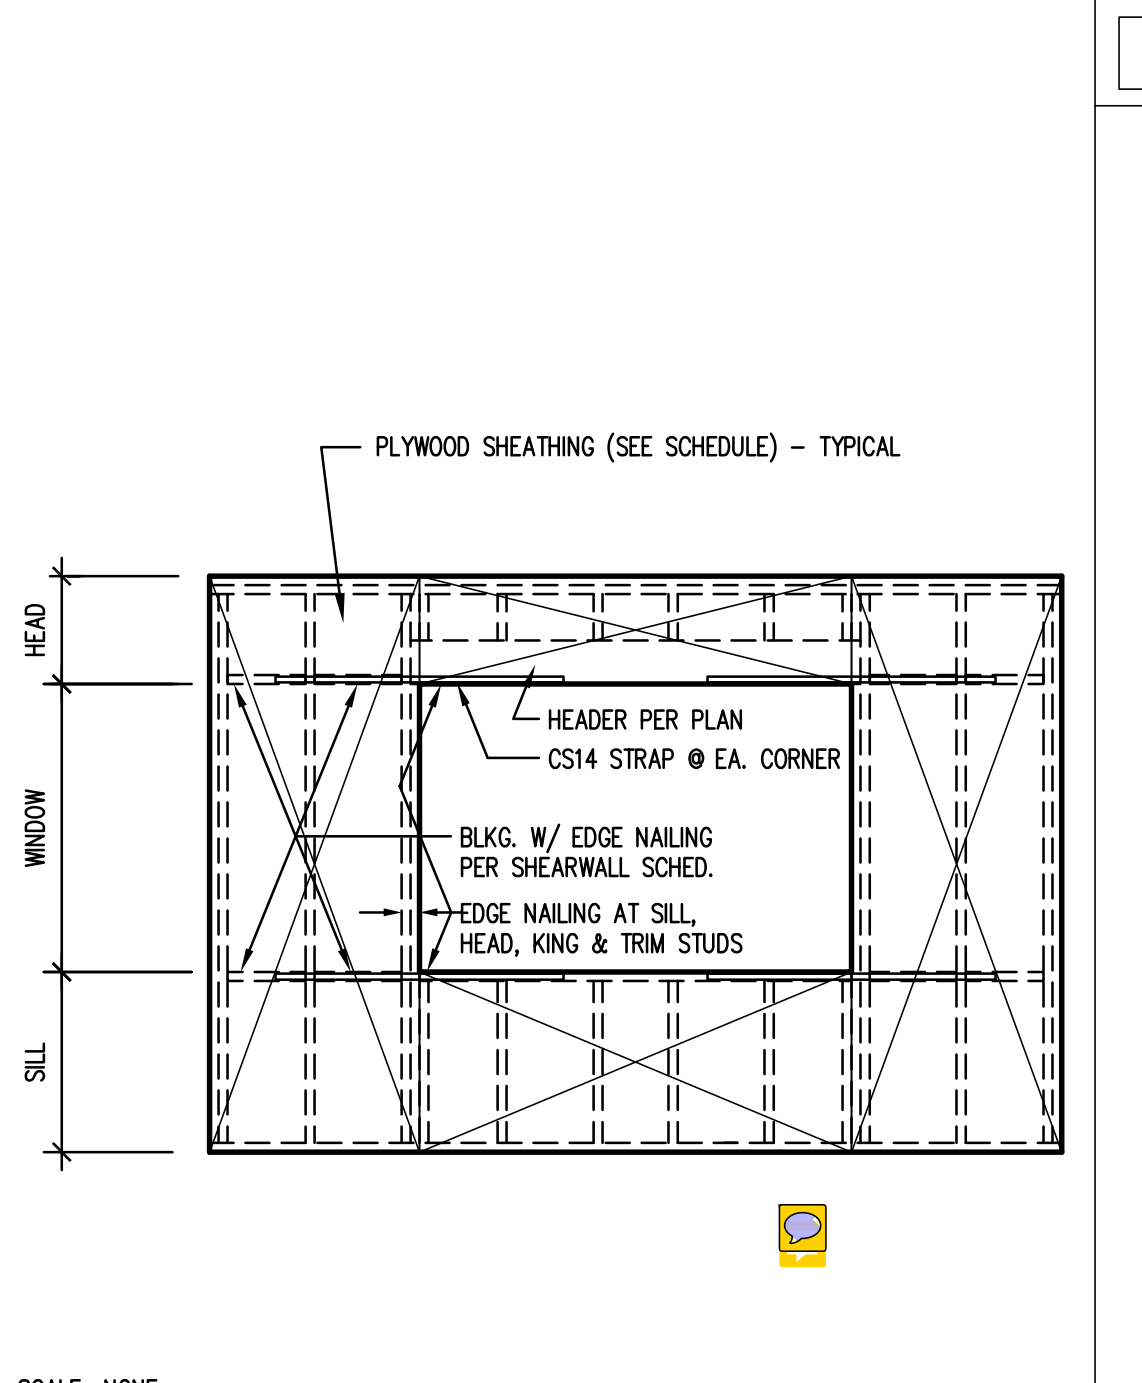 PLYWOOD SHEATHING (SEE SCHEDULE) – TYPICAL
HEAD
HEADER PER PLAN
CS14 STRAP @ EA. CORNER
WINDOW
BLKG. W/ EDGE NAILING
PER SHEARWALL SCHED.
EDGE NAILING AT SILL,
HEAD, KING & TRIM STUDS
SILL